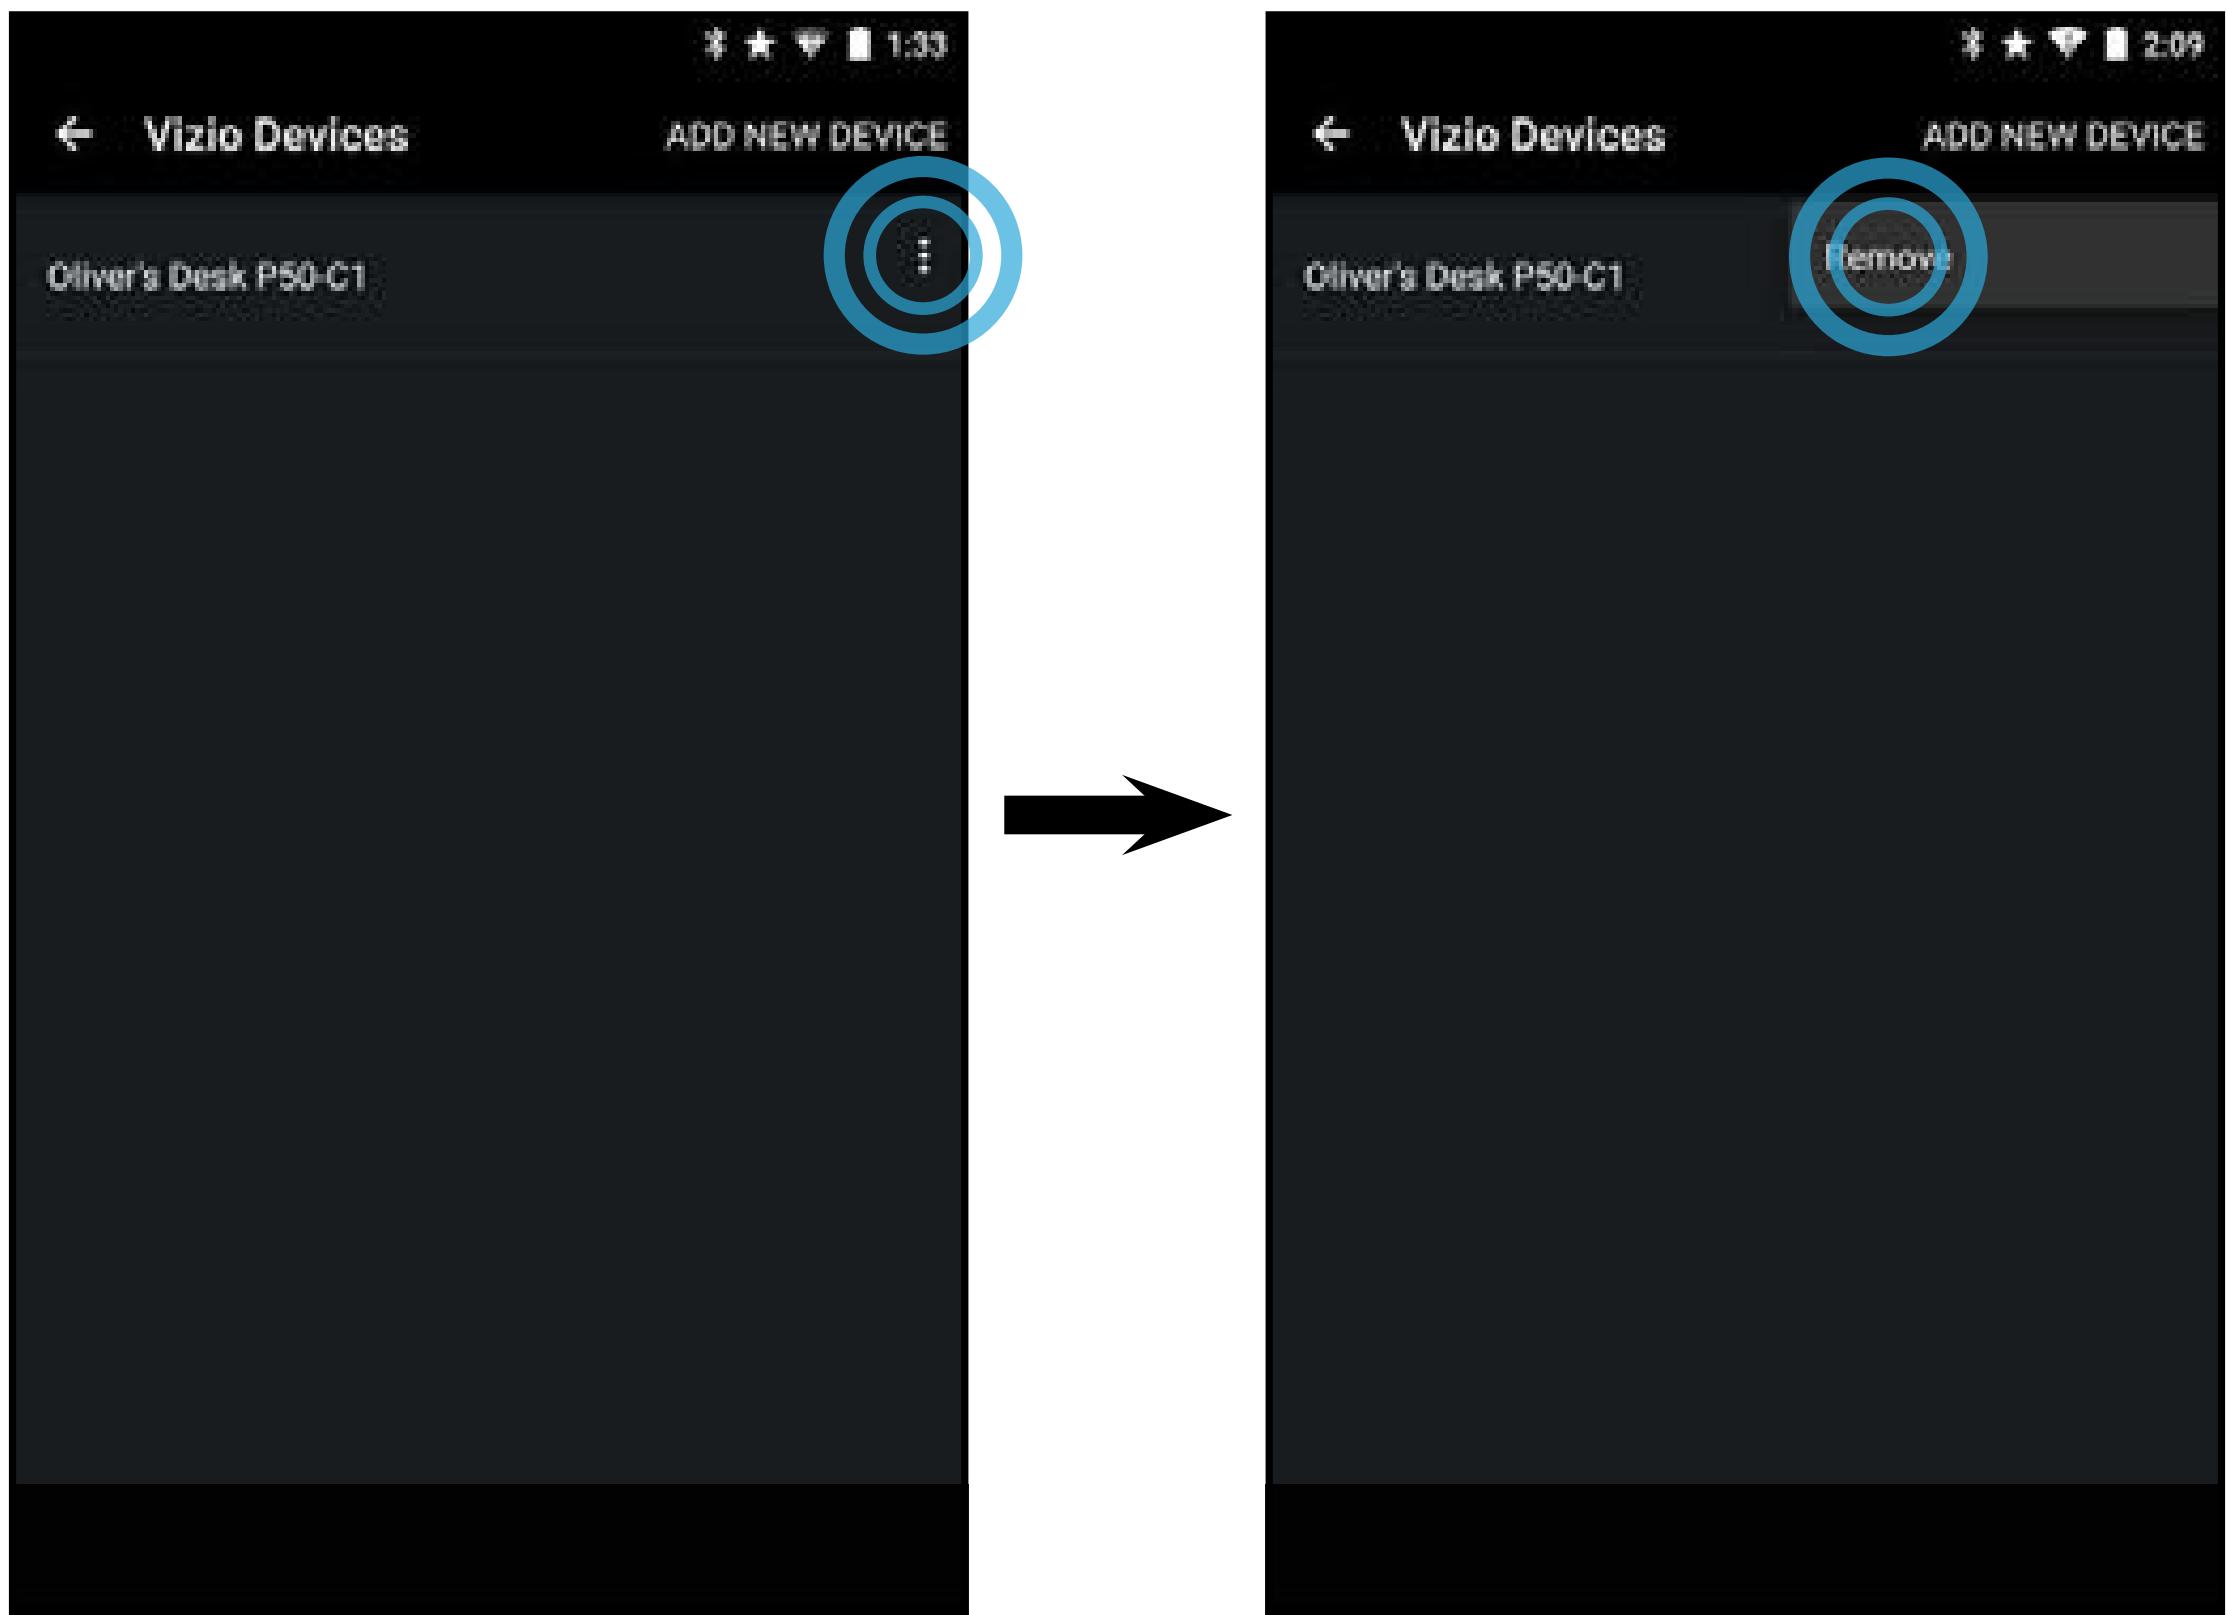 1:33
Vizio Devices ADD NEW DEVICE
Oliver's Desk P50-C1
2:09
Vizio Devices ADD NEW DEVICE
Oliver's Desk P50-C1 Remove